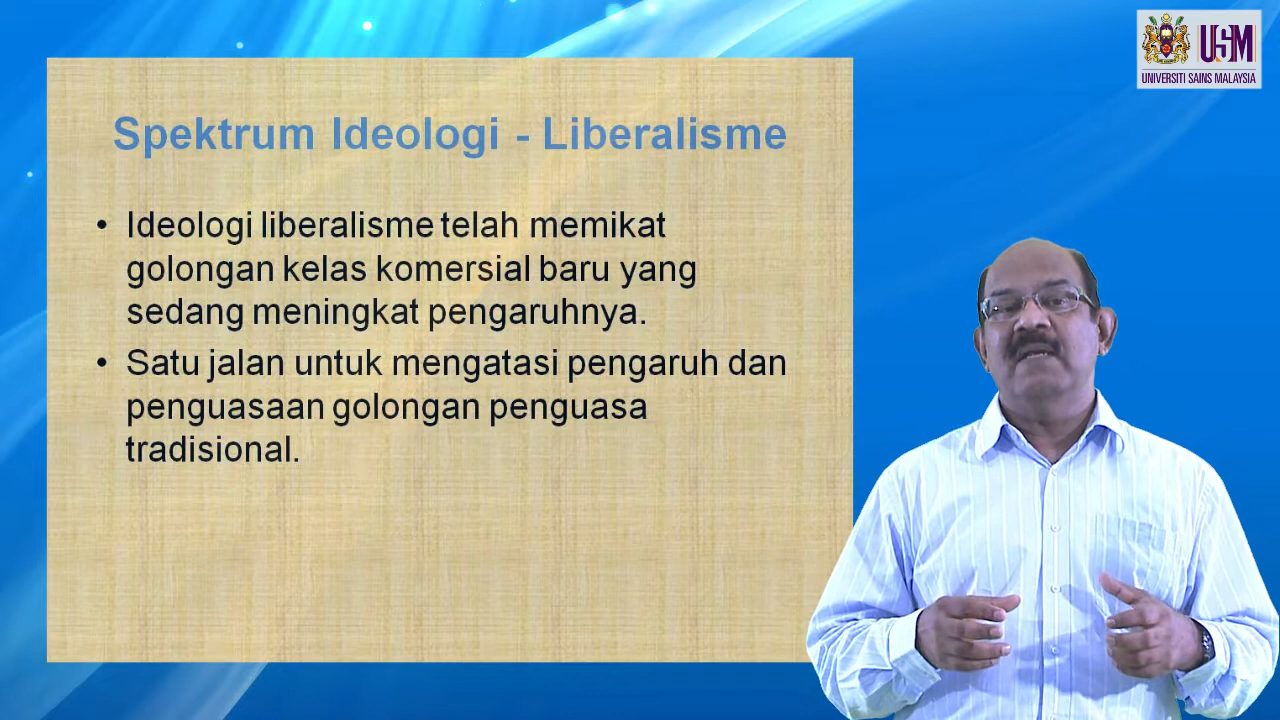 USM
UNIVERSITI SAINS MALAYSIA
Spektrum Ideologi - Liberalisme
• Ideologi liberalisme telah memikat
golongan kelas komersial baru yang
sedang meningkat pengaruhnya.
• Satu jalan untuk mengatasi pengaruh dan
penguasaan golongan penguasa
tradisional.